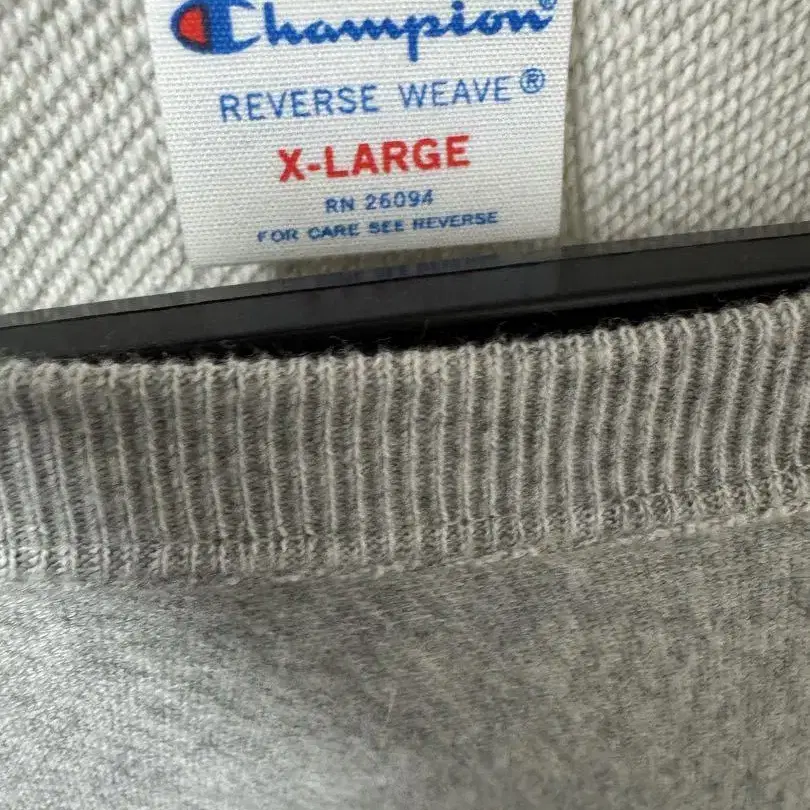 Champion®
REVERSE WEAVE®
X-LARGE
RN 26094
FOR CARE SEE REVERSE